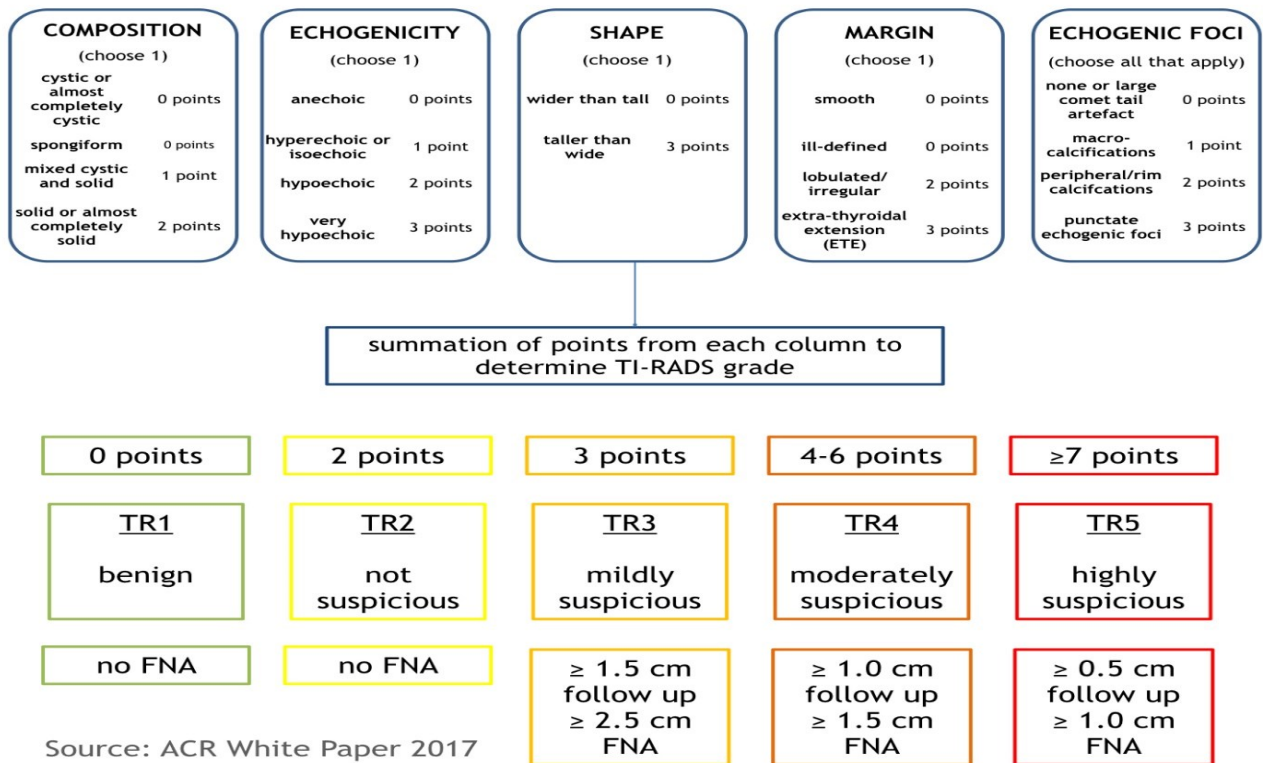 COMPOSITION
(choose 1)
cystic or
almost
completely
cystic
0 points
spongiform
0 points
mixed cystic
and solid
1 point
solid or almost
completely
solid
2 points
ECHOGENICITY
(choose 1)
anechoic
0 points
hyperechoic or
isoechoic
1 point
hypoechoic
2 points
very
hypoechoic
3 points
SHAPE
(choose 1)
wider than tall
0 points
taller than
wide
3 points
MARGIN
(choose 1)
smooth
0 points
ill-defined
0 points
lobulated/
irregular
2 points
extra-thyroidal
extension
(ETE)
3 points
ECHOGENIC FOCI
(choose all that apply)
none or large
comet tail
artefact
0 points
macro-
calcifications
1 point
peripheral/rim
calcifcations
2 points
punctate
echogenic foci
3 points
summation of points from each column to
determine TI-RADS grade
0 points
2 points
3 points
4-6 points
≥7 points
TR1
benign
TR2
not
suspicious
TR3
mildly
suspicious
TR4
moderately
suspicious
TR5
highly
suspicious
no FNA
no FNA
≥ 1.5 cm
follow up
≥ 2.5 cm
FNA
≥ 1.0 cm
follow up
≥ 1.5 cm
FNA
≥ 0.5 cm
follow up
≥ 1.0 cm
FNA
Source: ACR White Paper 2017